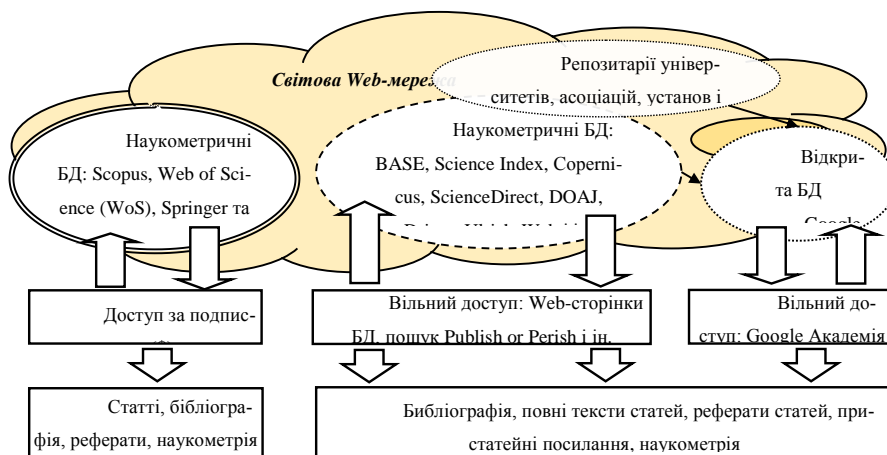 Світова Web-мережа
Репозитарії універ-
ситетів, асоціацій, установ і
Наукометричні
БД: Scopus, Web of Sci-
ence (WoS), Springer та
Наукометричні БД:
BASE, Science Index, Coperni-
cus, ScienceDirect, DOAJ,
Відкри-
та БД
Google
Доступ за подпис-
Вільний доступ: Web-сторінки
БД, пошук Publish or Perish і ін.
Вільний до-
ступ: Google Академія
Статті, бібліогра-
фія, реферати, наукометрія
Библіографія, повні тексти статей, реферати статей, при-
статейні посилання, наукометрія